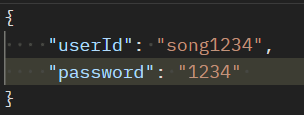 {
    "userId": "song1234",
    "password": "1234"
}